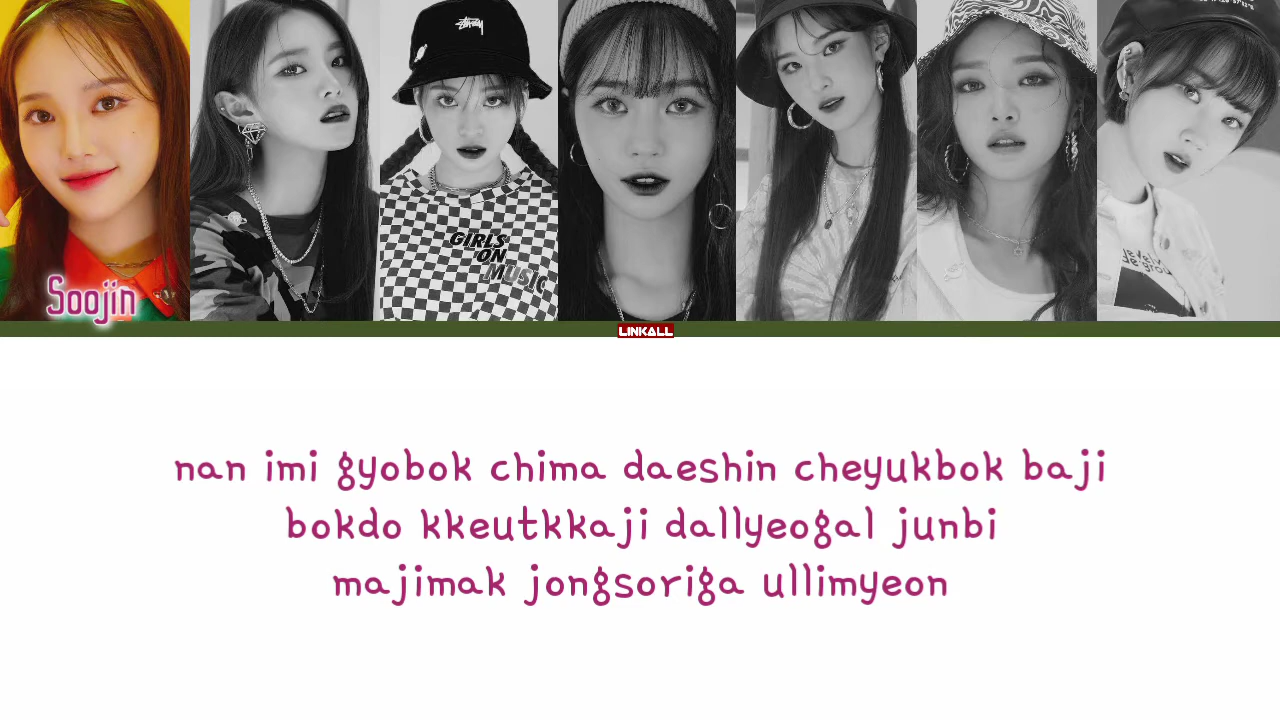 Stüssy
GIRLS
ON
MUSIC
Soojin
LINKALL
nan imi gyobok chima daeshin cheyukbok baji
bokdo kkeutkkaji dallyeogal junbi
majimak jongsoriga ullimyeon